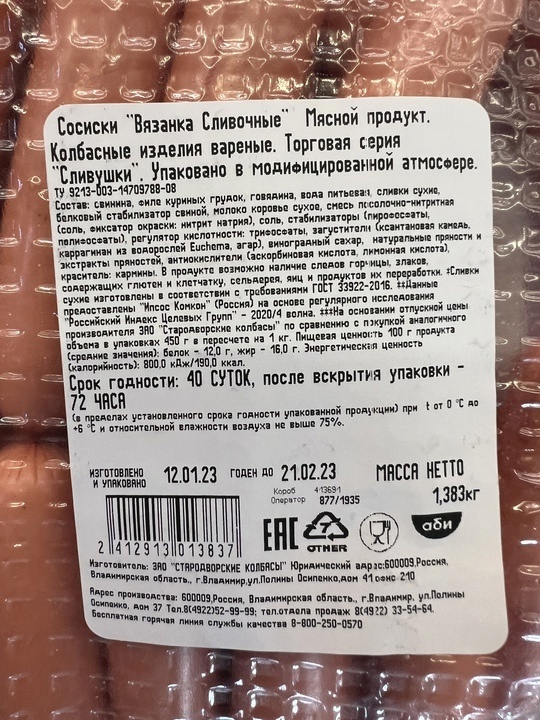 Сосиски "Вязанка Сливочные" Мясной продукт.
Колбасные изделия вареные. Торговая серия
"Сливушки". Упаковано в модифицированной атмосфере.
ТУ 9213-003-14709788-08
Состав: свинина, филе куриных грудок, говядина, вода питьевая, сливки сухие,
белковый стабилизатор свиной, молоко коровье сухое, смесь посолочно-нитритная
(соль, фиксатор окраски: нитрит натрия), соль, стабилизаторы (пирофосфаты,
полифосфаты), регулятор кислотности: трифосфаты, загустители (ксантановая камедь,
каррагинан из водорослей Euchema, агар), виноградный сахар, натуральные пряности и
экстракты пряностей, антиокислители (аскорбиновая кислота, лимонная кислота),
краситель: кармины. В продукте возможно наличие следов горчицы, злаков,
содержащих глютен и клетчатку, сельдерея, яиц и продуктов их переработки. *Сливки
сухие изготовлены в соответствии с требованиями ГОСТ 33922-2016. **Данные
предоставлены "Ипсос Комкон" (Россия) на основе регулярного исследования
"Российский Индекс Целевых Групп" - 2020/4 волна. ***На основании отпускной цены
производителя ЗАО "Стародворские колбасы" по сравнению с покупкой аналогичного
объема в упаковках 450 г в пересчете на 1 кг. Пищевая ценность 100 г продукта
(средние значения): белок - 12,0 г, жир - 16,0 г. Энергетическая ценность
(калорийность): 800,0 кДж/190,0 ккал.
Срок годности: 40 СУТОК, после вскрытия упаковки -
72 ЧАСА
(в пределах установленного срока годности упакованной продукции) при t от 0 °С до
+6 °С и относительной влажности воздуха не выше 75%.
ИЗГОТОВЛЕНО И УПАКОВАНО 12.01.23 ГОДЕН ДО 21.02.23 МАССА НЕТТО
Короб 413691
Оператор 877/1935
1,383кг
2 412913 013837
EAC
7
OTHER
аби
Изготовитель: ЗАО "СТАРОДВОРСКИЕ КОЛБАСЫ" Юридический адрес:600009,Россия,
Владимирская область., г.Владимир,ул.Полины Осипенко,дом 41 офис 210
Адрес производства: 600009,Россия, Владимирская область., г.Владимир, ул.Полины
Осипенко, дом 37 Тел.8(4922)52-99-99; тел.отдела продаж 8(4922) 33-54-64.
Бесплатная горячая линия службы качества 8-800-250-0570